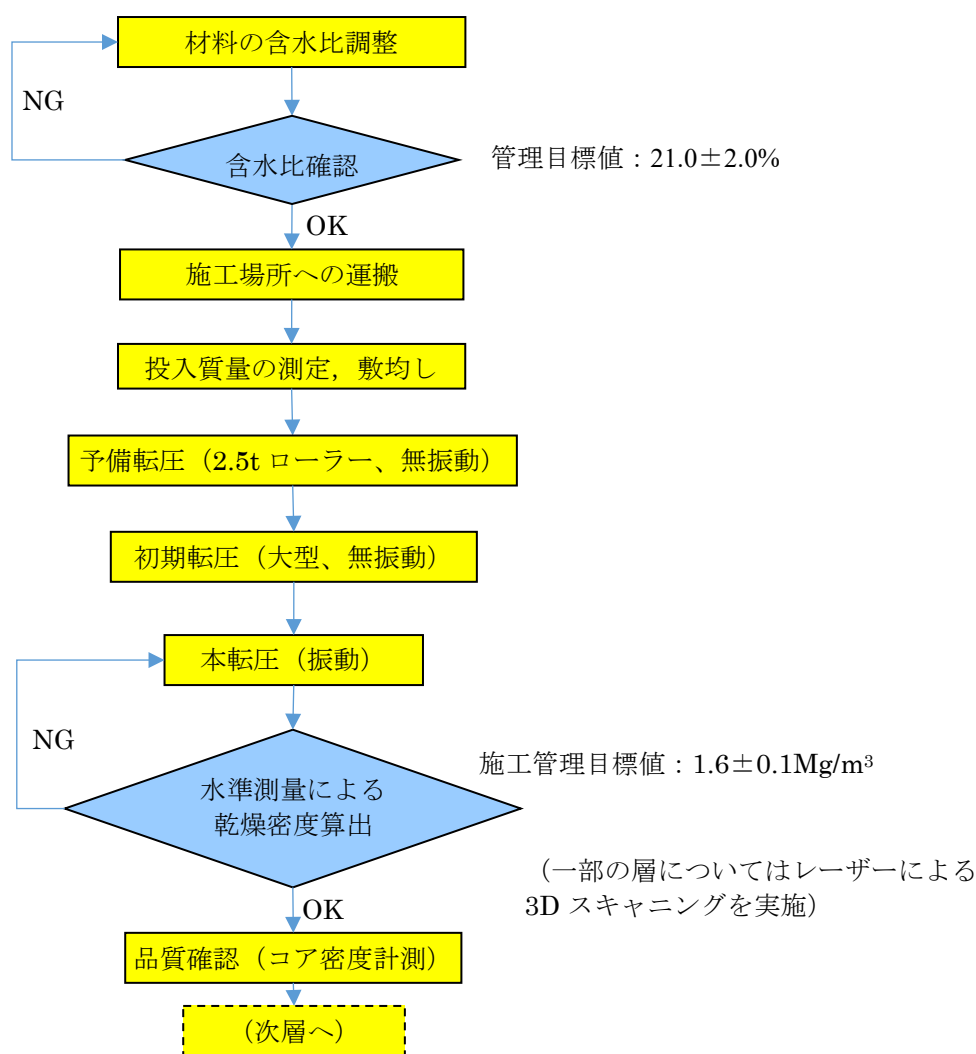 材料の含水比調整
NG
含水比確認
管理目標値：21.0±2.0%
OK
施工場所への運搬
投入質量の測定，敷均し
予備転圧（2.5t ローラー、無振動）
初期転圧（大型、無振動）
本転圧（振動）
NG
施工管理目標値：1.6±0.1Mg/m³
水準測量による
乾燥密度算出
（一部の層についてはレーザーによる
3D スキャニングを実施）
OK
品質確認（コア密度計測）
（次層へ）